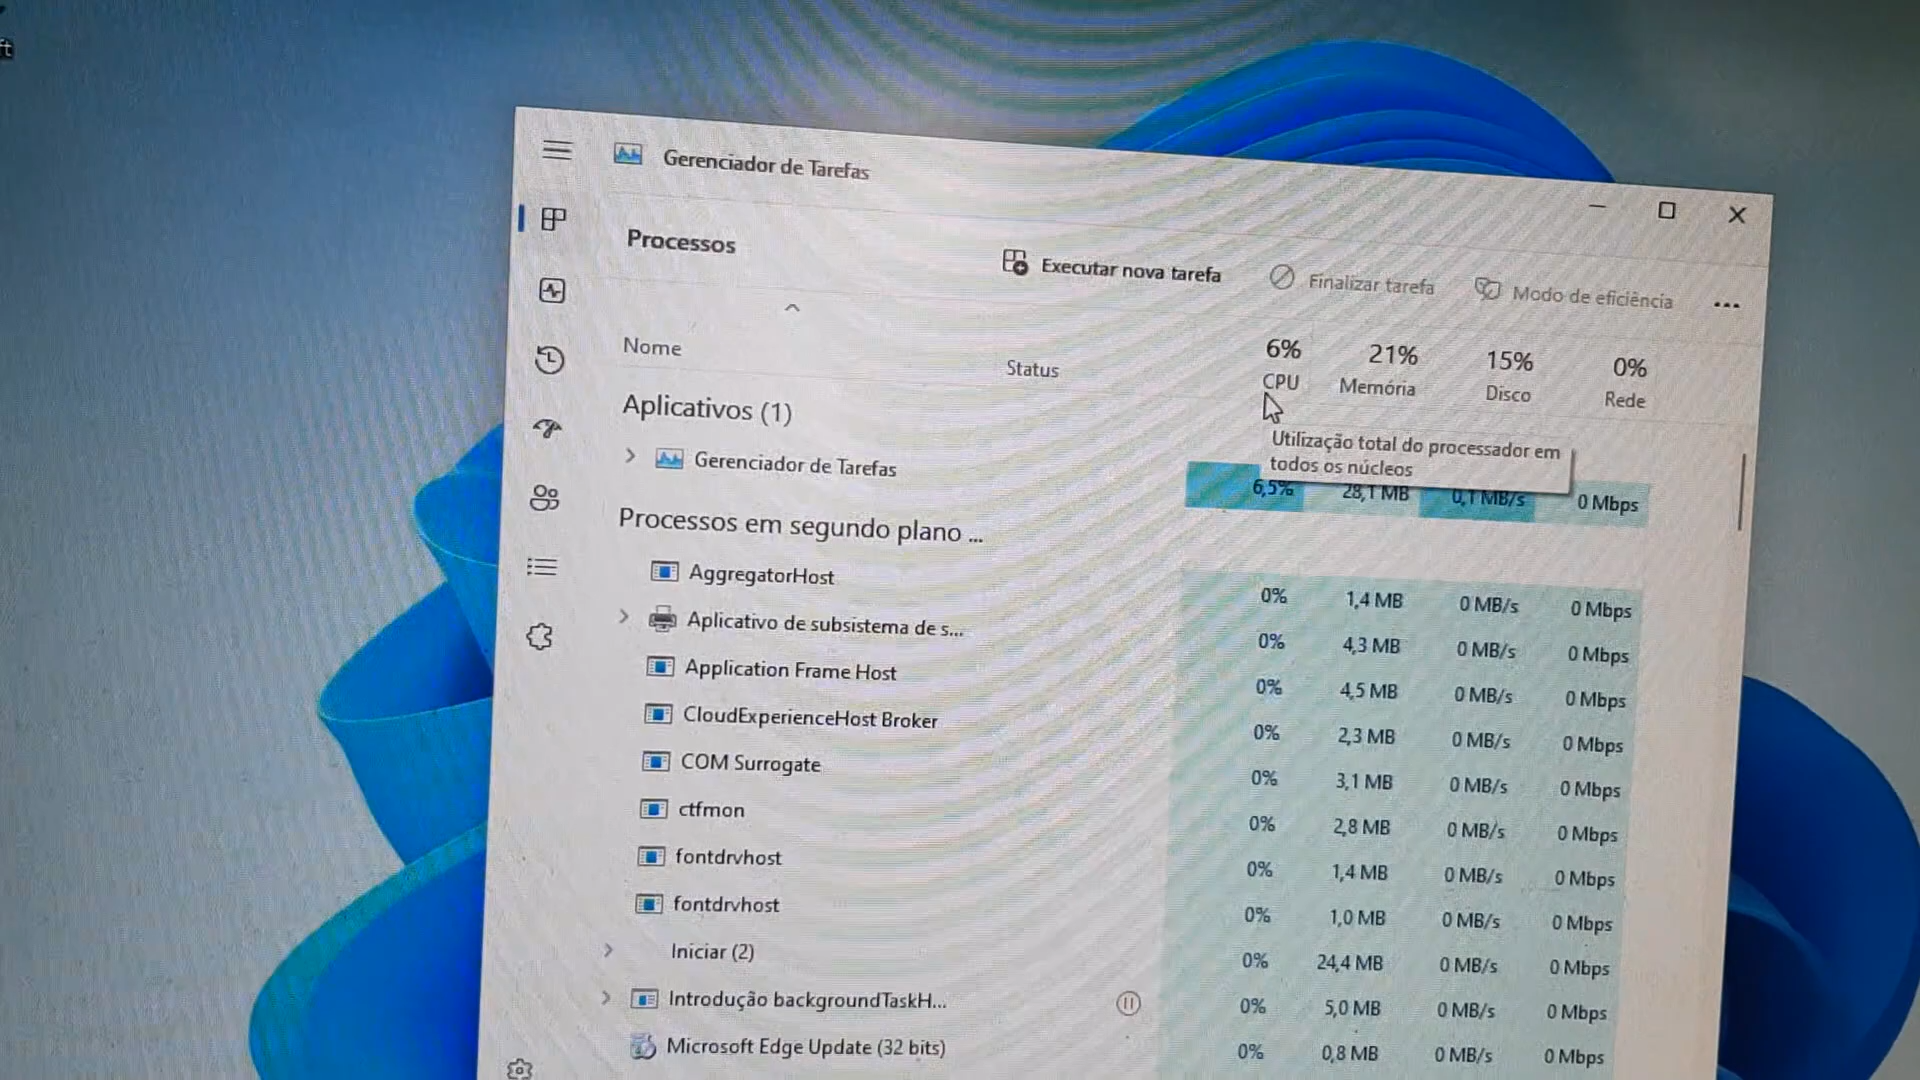 ft
Gerenciador de Tarefas
Processos
Executar nova tarefa
Finalizar tarefa
Modo de eficiência
...
6% 21% 15% 0%
Nome Status CPU Memória Disco Rede
Utilização total do processador em
todos os núcleos
Aplicativos (1)
Gerenciador de Tarefas 6,5% 28,1 MB 0,1 MB/s 0 Mbps
Processos em segundo plano ...
AggregatorHost 0% 1,4 MB 0 MB/s 0 Mbps
Aplicativo de subsistema de s... 0% 4,3 MB 0 MB/s 0 Mbps
Application Frame Host 0% 4,5 MB 0 MB/s 0 Mbps
CloudExperienceHost Broker 0% 2,3 MB 0 MB/s 0 Mbps
COM Surrogate 0% 3,1 MB 0 MB/s 0 Mbps
ctfmon 0% 2,8 MB 0 MB/s 0 Mbps
fontdrvhost 0% 1,4 MB 0 MB/s 0 Mbps
fontdrvhost 0% 1,0 MB 0 MB/s 0 Mbps
Iniciar (2) 0% 24,4 MB 0 MB/s 0 Mbps
Introdução backgroundTaskH... 0% 5,0 MB 0 MB/s 0 Mbps
Microsoft Edge Update (32 bits) 0% 0,8 MB 0 MB/s 0 Mbps